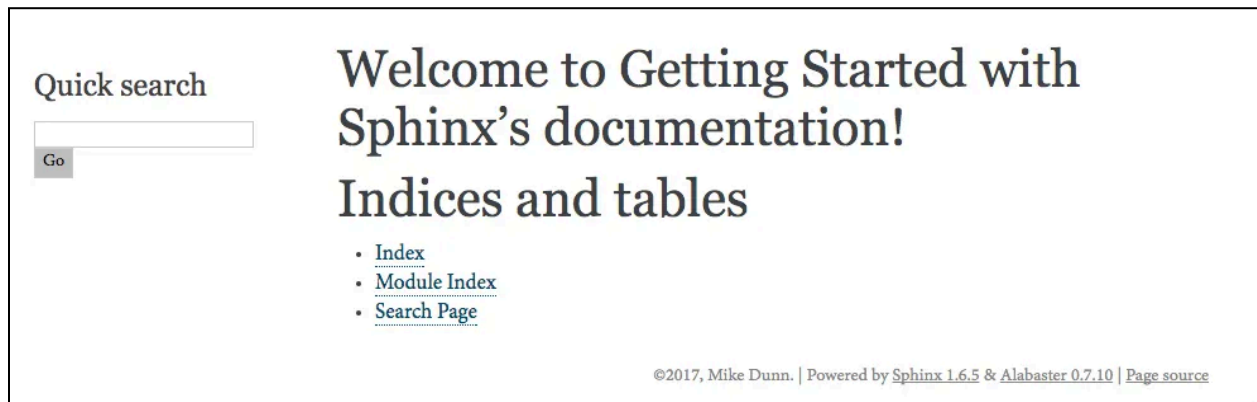 Quick search
Go
Welcome to Getting Started with
Sphinx’s documentation!
Indices and tables
• Index
• Module Index
• Search Page
©2017, Mike Dunn. | Powered by Sphinx 1.6.5 & Alabaster 0.7.10 | Page source